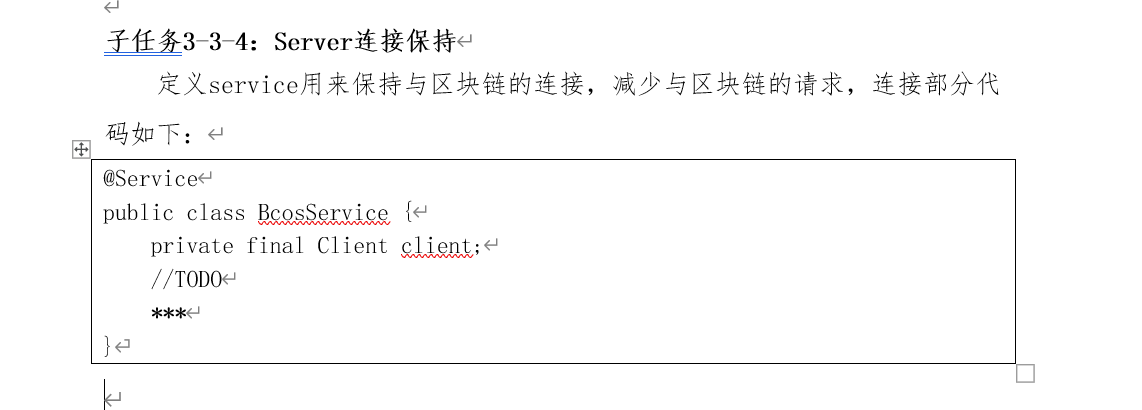 子任务3-3-4：Server连接保持
定义service用来保持与区块链的连接，减少与区块链的请求，连接部分代
码如下：
@Service
public class BcosService {
private final Client client;
//TODO
***
}